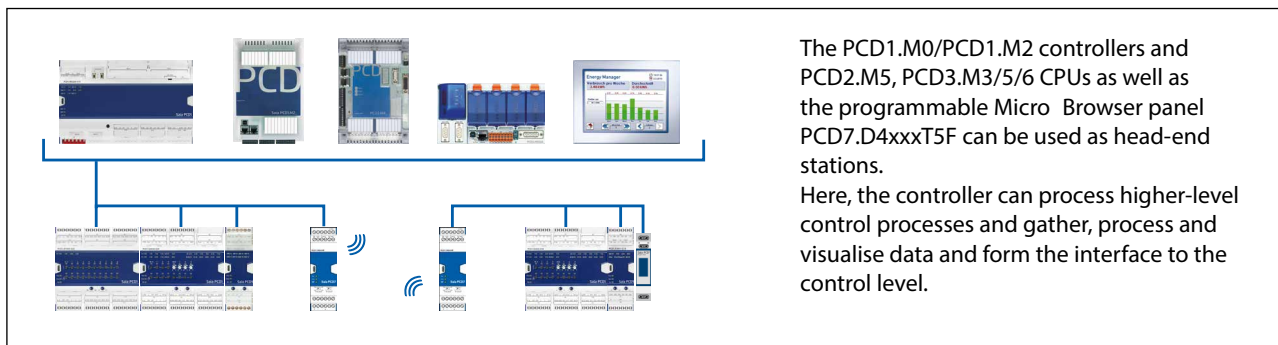 PCD
PCD
Energy Manager
The PCD1.M0/PCD1.M2 controllers and
PCD2.M5, PCD3.M3/5/6 CPUs as well as
the programmable Micro Browser panel
PCD7.D4xxxT5F can be used as head-end
stations.
Here, the controller can process higher-level
control processes and gather, process and
visualise data and form the interface to the
control level.